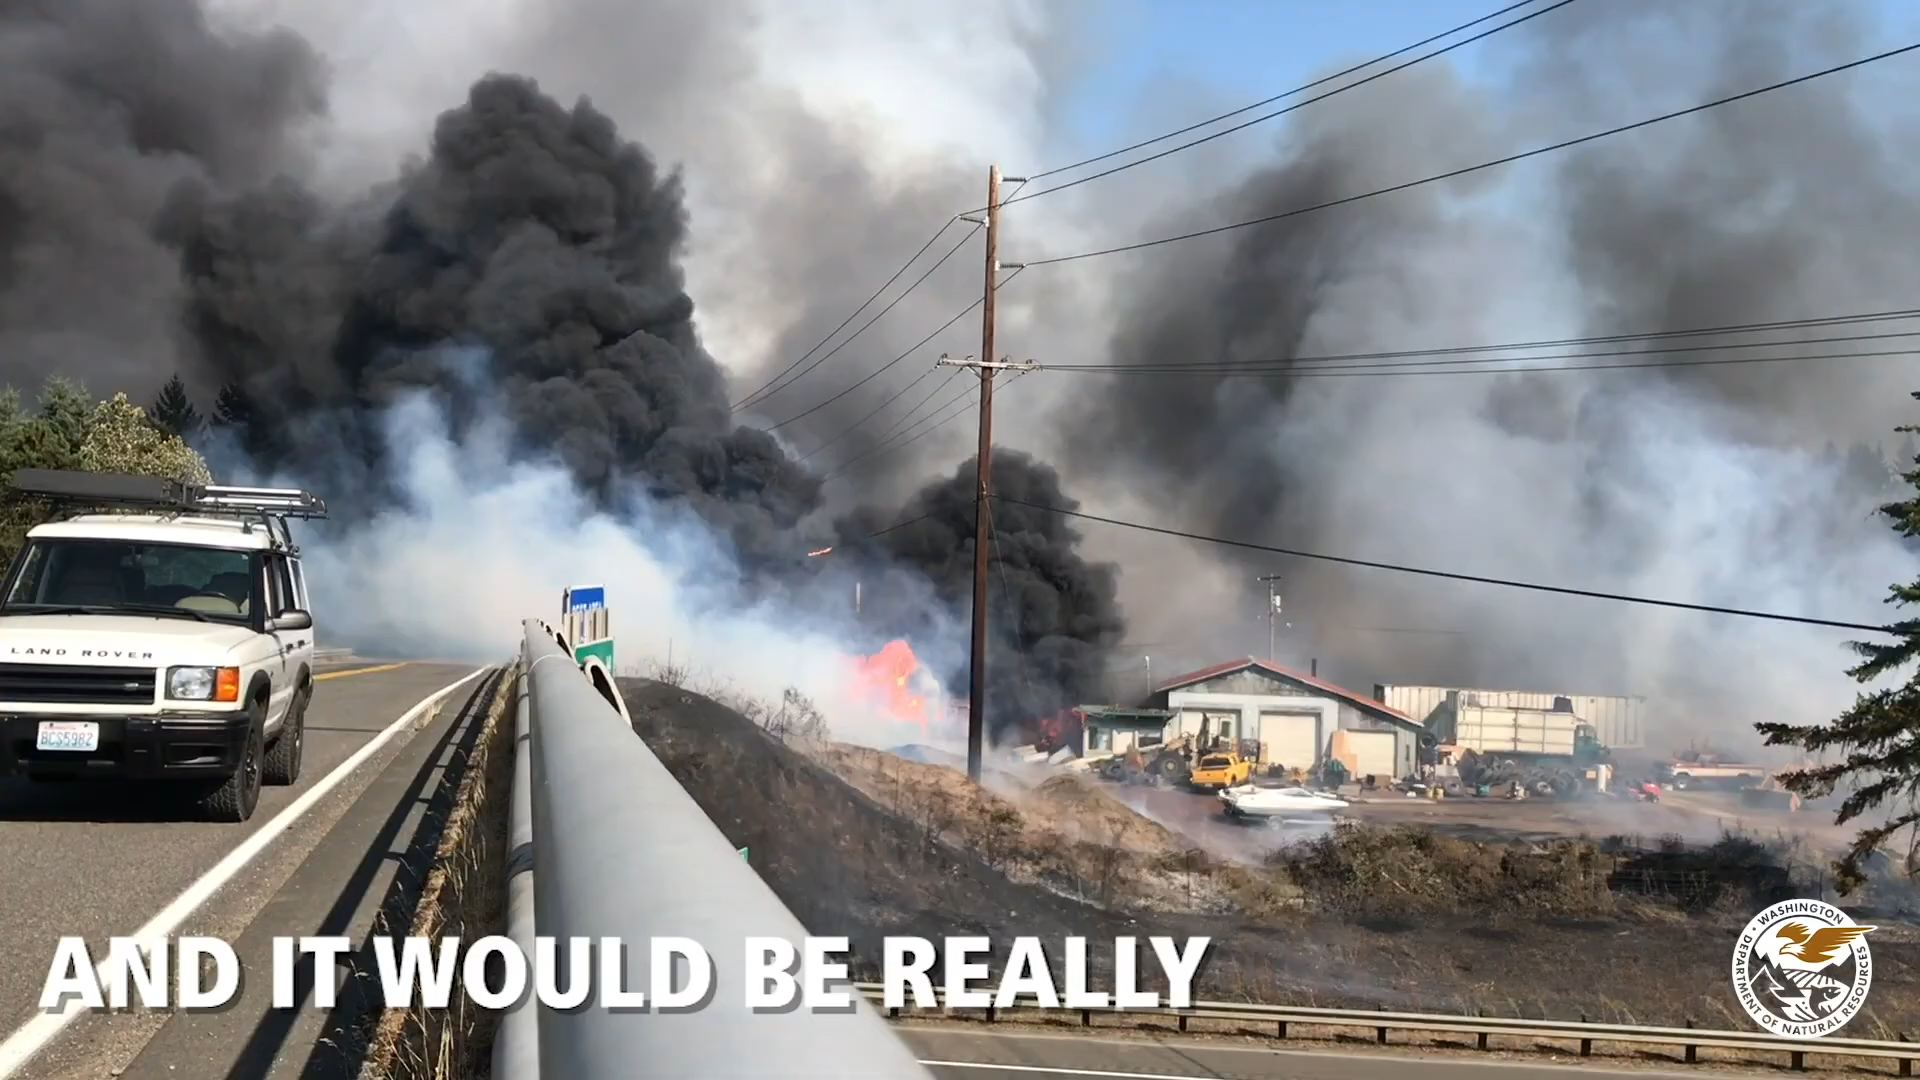 LAND ROVER
BCS5982
AND IT WOULD BE REALLY
WASHINGTON
DEPARTMENT OF NATURAL RESOURCES